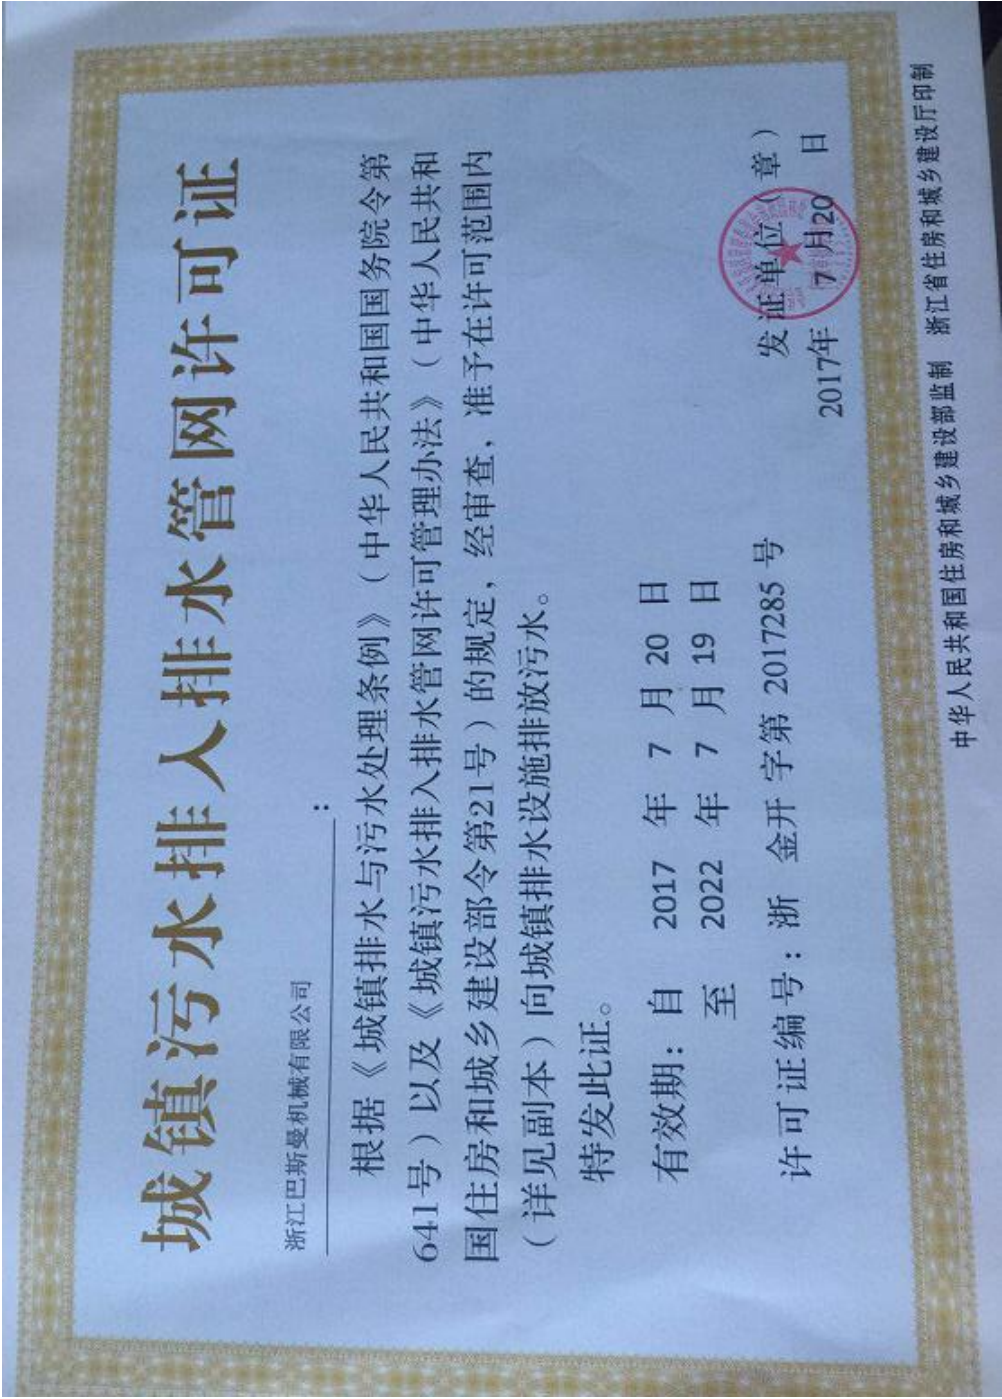 城镇污水排入排水管网许可证
浙江巴斯曼机械有限公司
:
根据《城镇排水与污水处理条例》（中华人民共和国国务院令第
641号）以及《城镇污水排入排水管网许可管理办法》（中华人民共和
国住房和城乡建设部令第21号）的规定，经审查，准予在许可范围内
（详见副本）向城镇排水设施排放污水。
特发此证。
有效期：自 2017 年 7 月 20 日
至 2022 年 7 月 19 日
许可证编号：浙 金开 字第 2017285 号
发证单位（章）
2017年 7 月20 日
中华人民共和国住房和城乡建设部监制 浙江省住房和城乡建设厅印制